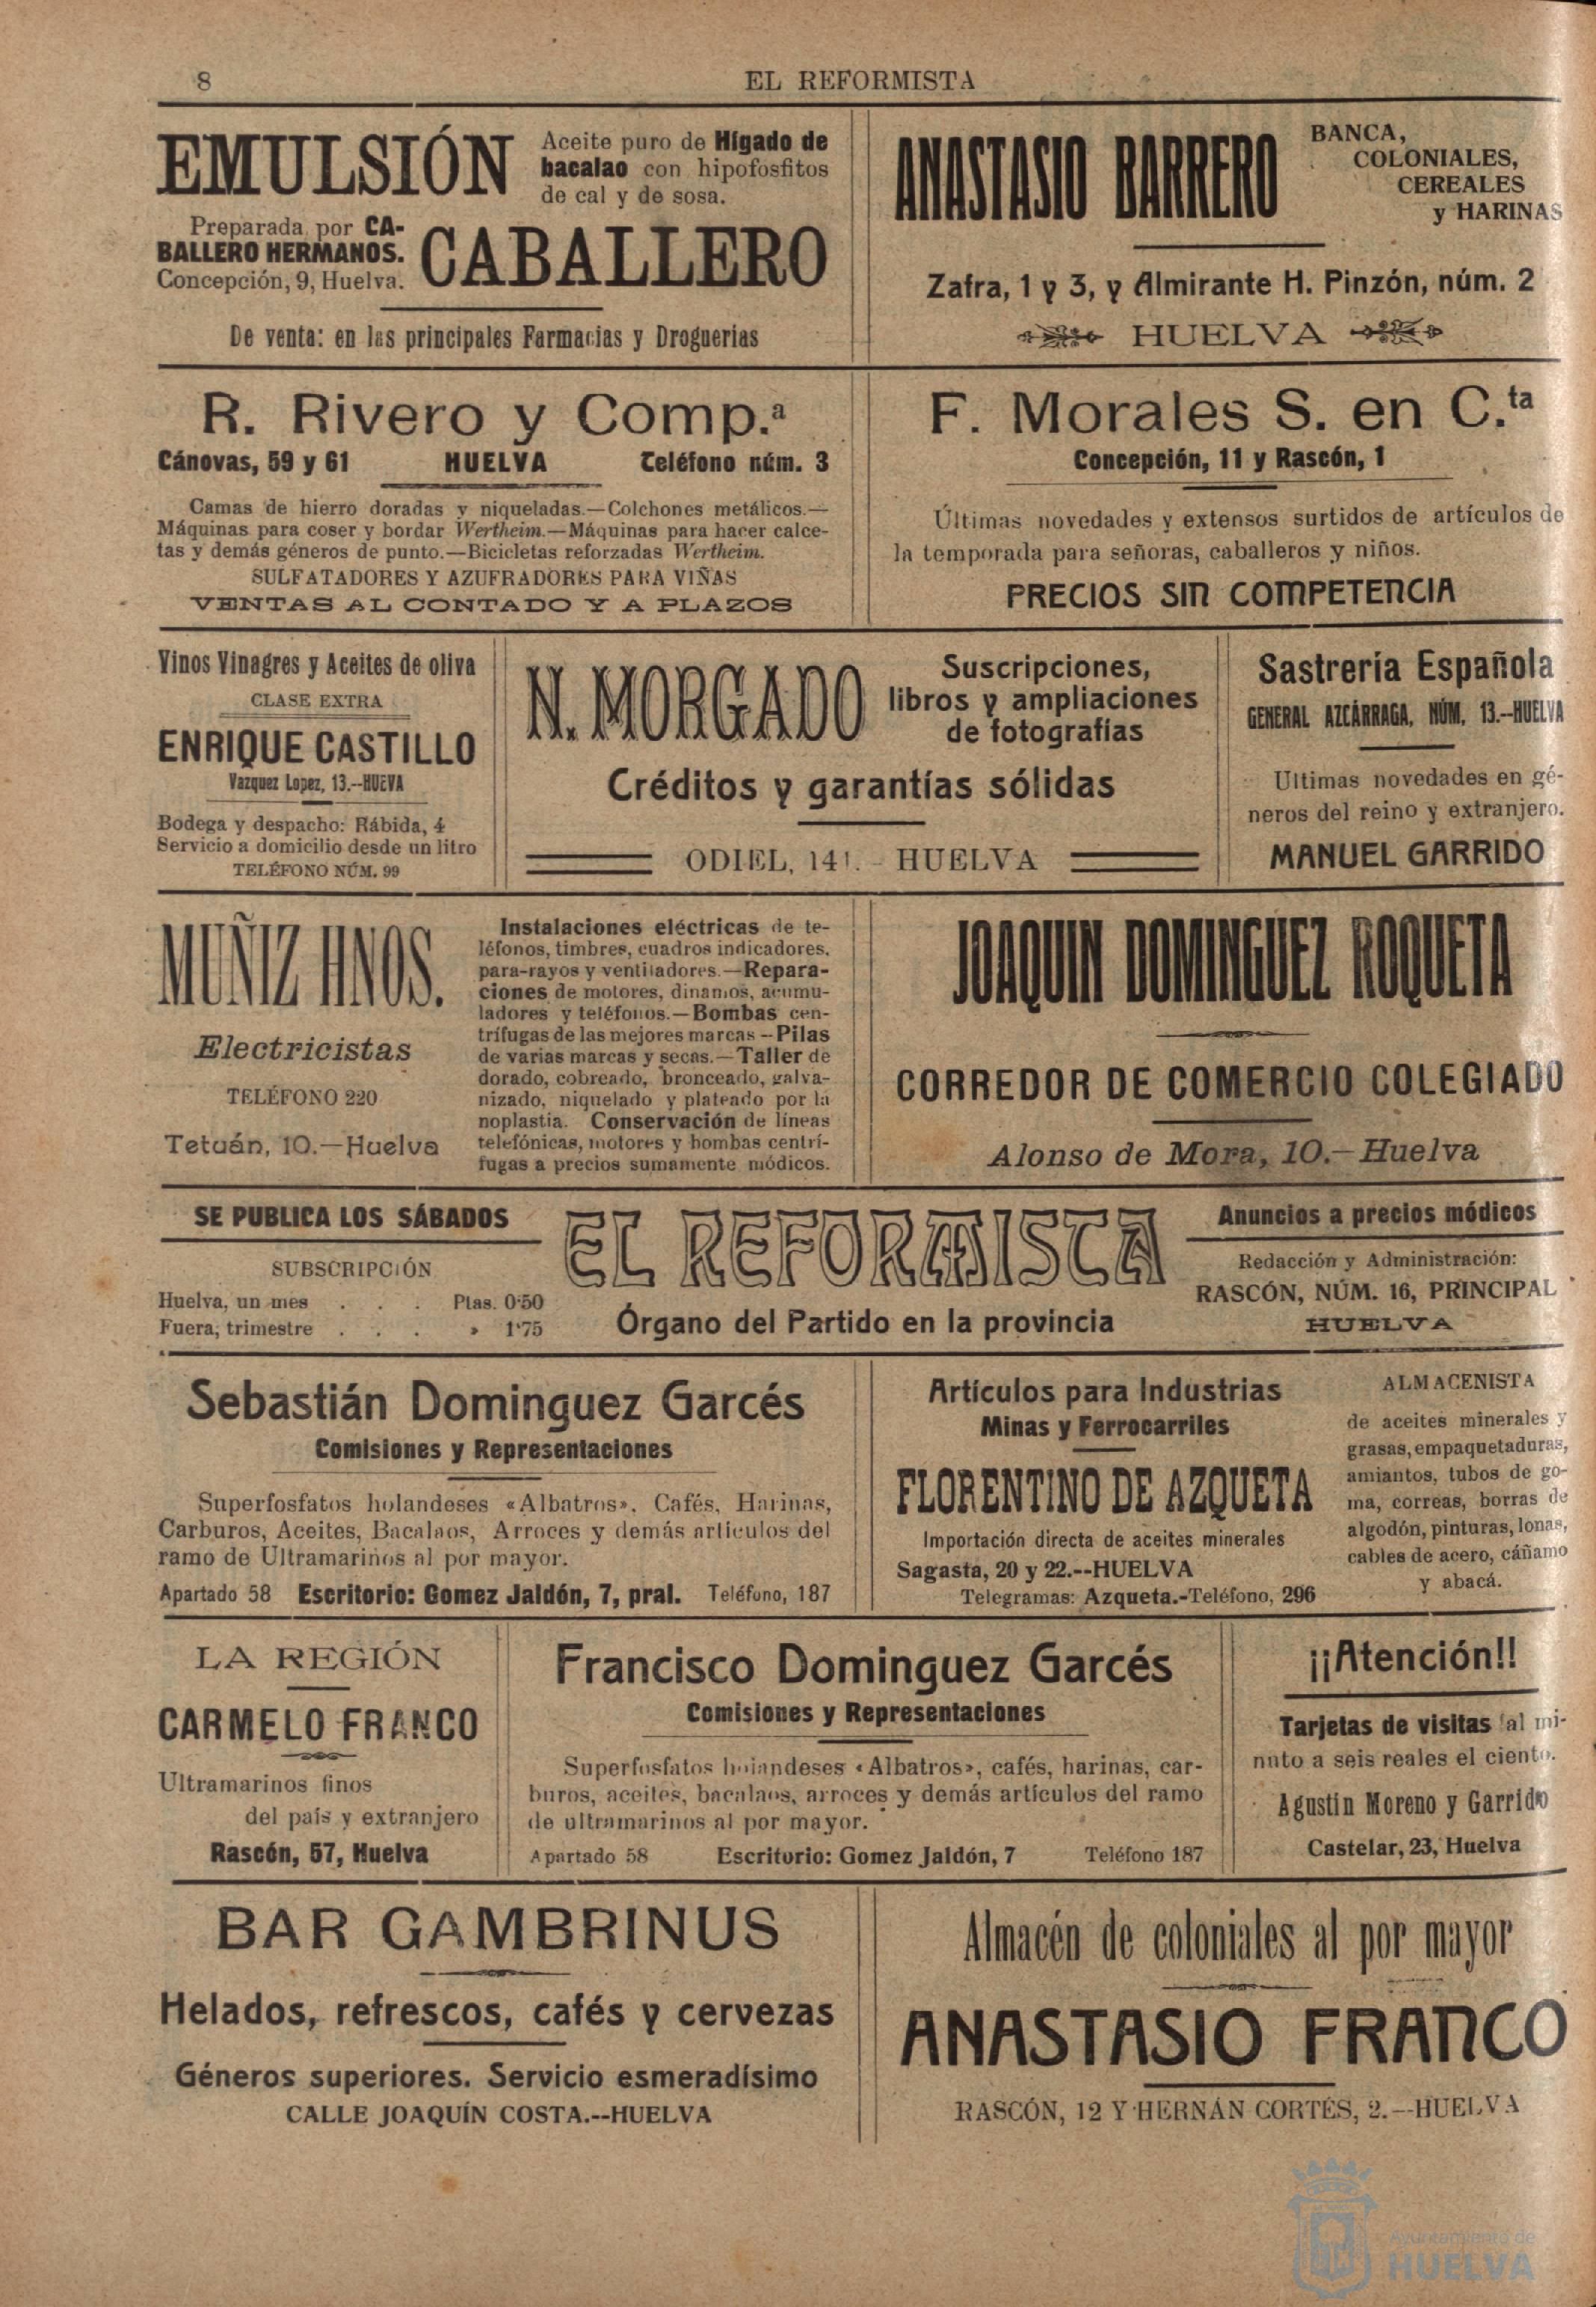 8
EL REFORMISTA
EMULSIÓN
Aceite puro de Hígado de
bacalao con hipofosfitos
de cal y de sosa.
Preparada por CA-
BALLERO HERMANOS.
Concepción, 9, Huelva.
CABALLERO
De venta: en las principales Farmacias y Droguerias
ANASTASIO BARRERO
BANCA,
COLONIALES,
CEREALES
y HARINAS
Zafra, 1 y 3, y Almirante H. Pinzón, núm. 2
HUELVA
R. Rivero y Comp.ª
Cánovas, 59 y 61 HUELVA Teléfono núm. 3
Camas de hierro doradas y niqueladas.—Colchones metálicos.—
Máquinas para coser y bordar Wertheim.—Máquinas para hacer calce-
tas y demás géneros de punto.—Bicicletas reforzadas Wertheim.
SULFATADORES Y AZUFRADORES PARA VIÑAS
VENTAS AL CONTADO Y A PLAZOS
F. Morales S. en C.ta
Concepción, 11 y Rascón, 1
Últimas novedades y extensos surtidos de artículos de
la temporada para señoras, caballeros y niños.
PRECIOS SIN COMPETENCIA
Vinos Vinagres y Aceites de oliva
CLASE EXTRA
ENRIQUE CASTILLO
Vazquez Lopez, 13.--HUEVA
Bodega y despacho: Rábida, 4
Servicio a domicilio desde un litro
TELÉFONO NÚM. 99
N. MORGADO
Suscripciones,
libros y ampliaciones
de fotografías
Créditos y garantías sólidas
ODIEL, 141.- HUELVA
Sastrería Española
GENERAL AZCÁRRAGA, NÚM. 13.--HUELVA
Ultimas novedades en gé-
neros del reino y extranjero.
MANUEL GARRIDO
MUÑIZ HNOS.
Electricistas
TELÉFONO 220
Tetuán, 10.—Huelva
Instalaciones eléctricas de te-
léfonos, timbres, cuadros indicadores,
para-rayos y ventiladores.—Repara-
ciones de motores, dinamos, acumu-
ladores y teléfonos.—Bombas cen-
trífugas de las mejores marcas—Pilas
de varias marcas y secas.—Taller de
dorado, cobreado, bronceado, galva-
nizado, niquelado y plateado por la
noplastia. Conservación de líneas
telefónicas, motores y bombas centrí-
fugas a precios sumamente módicos.
JOAQUIN DOMINGUEZ ROQUETA
CORREDOR DE COMERCIO COLEGIADO
Alonso de Mora, 10.—Huelva
SE PUBLICA LOS SÁBADOS
SUBSCRIPCIÓN
Huelva, un mes . . . Ptas. 0'50
Fuera, trimestre . . . » 1'75
EL REFORMISTA
Órgano del Partido en la provincia
Anuncios a precios módicos
Redacción y Administración:
RASCÓN, NÚM. 16, PRINCIPAL
HUELVA
Sebastián Dominguez Garcés
Comisiones y Representaciones
Superfosfatos holandeses «Albatros», Cafés, Harinas,
Carburos, Aceites, Bacalaos, Arroces y demás artículos del
ramo de Ultramarinos al por mayor.
Apartado 58 Escritorio: Gomez Jaldón, 7, pral. Teléfono, 187
Artículos para Industrias
Minas y Ferrocarriles
FLORENTINO DE AZQUETA
Importación directa de aceites minerales
Sagasta, 20 y 22.--HUELVA
Telegramas: Azqueta.-Teléfono, 296
ALMACENISTA
de aceites minerales y
grasas, empaquetaduras,
amiantos, tubos de go-
ma, correas, borras de
algodón, pinturas, lonas,
cables de acero, cáñamo
y abacá.
LA REGIÓN
CARMELO FRANCO
Ultramarinos finos
del país y extranjero
Rascón, 57, Huelva
Francisco Dominguez Garcés
Comisiones y Representaciones
Superfosfatos holandeses «Albatros», cafés, harinas, car-
buros, aceites, bacalaos, arroces y demás artículos del ramo
de ultramarinos al por mayor.
Apartado 58 Escritorio: Gomez Jaldón, 7 Teléfono 187
¡¡Atención!!
Tarjetas de visitas al mi-
nuto a seis reales el ciento.
Agustin Moreno y Garrido
Castelar, 23, Huelva
BAR GAMBRINUS
Helados, refrescos, cafés y cervezas
Géneros superiores. Servicio esmeradísimo
CALLE JOAQUÍN COSTA.--HUELVA
Almacén de coloniales al por mayor
ANASTASIO FRANCO
RASCÓN, 12 Y HERNÁN CORTÉS, 2.--HUELVA
Ayuntamiento de
HUELVA